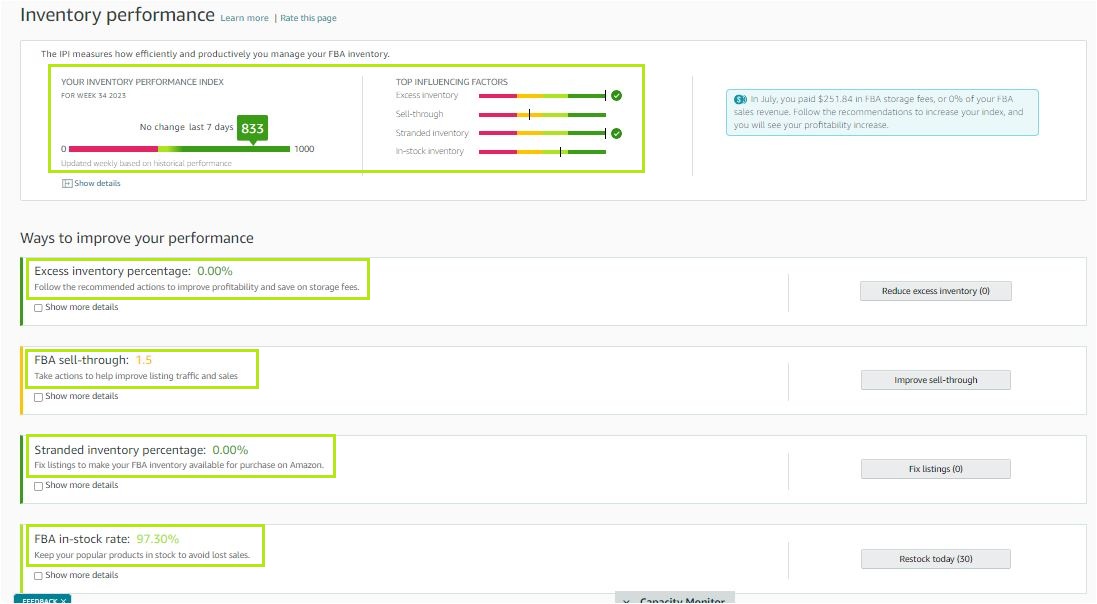 Inventory performance Learn more | Rate this page
The IPI measures how efficiently and productively you manage your FBA inventory.
YOUR INVENTORY PERFORMANCE INDEX
FOR WEEK 34 2023
No change last 7 days 833
0 1000
Updated weekly based on historical performance
Show details
TOP INFLUENCING FACTORS
Excess inventory
Sell-through
Stranded inventory
In-stock inventory
In July, you paid $251.84 in FBA storage fees, or 0% of your FBA
sales revenue. Follow the recommendations to increase your index, and
you will see your profitability increase.
Ways to improve your performance
Excess inventory percentage: 0.00%
Follow the recommended actions to improve profitability and save on storage fees.
Show more details
Reduce excess inventory (0)
FBA sell-through: 1.5
Take actions to help improve listing traffic and sales
Show more details
Improve sell-through
Stranded inventory percentage: 0.00%
Fix listings to make your FBA inventory available for purchase on Amazon.
Show more details
Fix listings (0)
FBA in-stock rate: 97.30%
Keep your popular products in stock to avoid lost sales.
Show more details
Restock today (30)
FEEDBACK X
Capacity Monitor